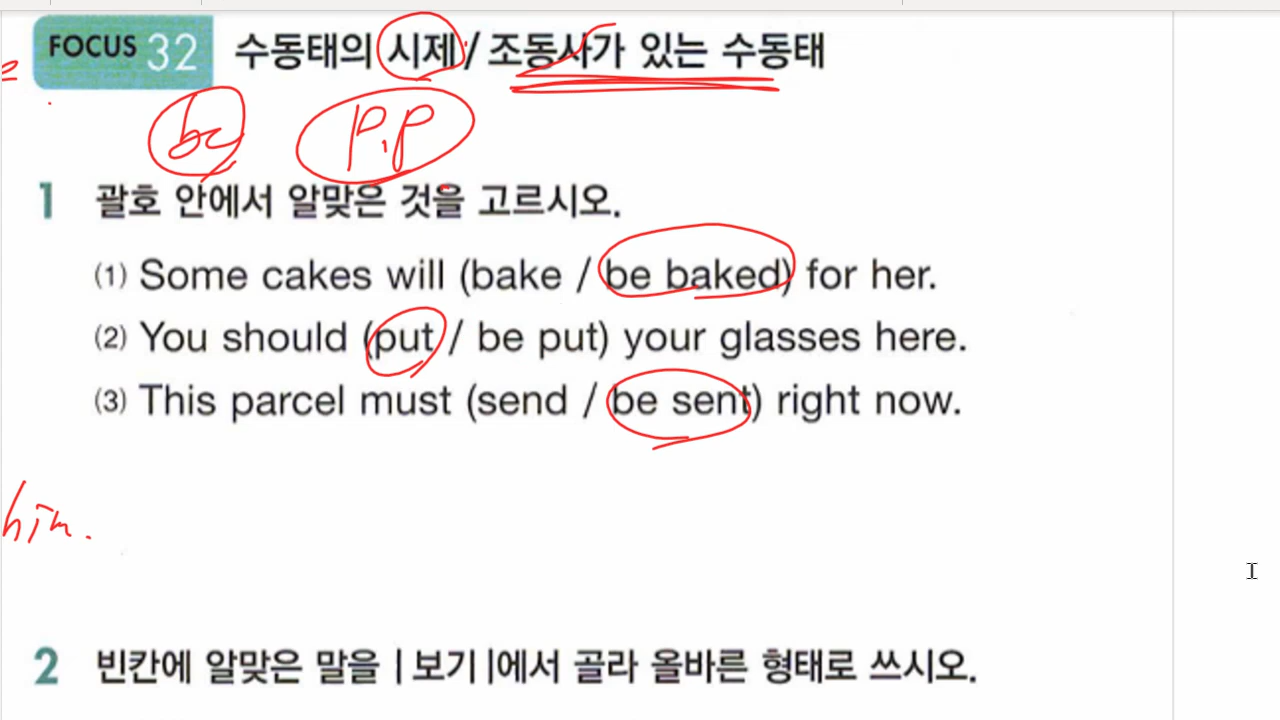 FOCUS 32 수동태의 시제 / 조동사가 있는 수동태
be p.p
1 괄호 안에서 알맞은 것을 고르시오.
(1) Some cakes will (bake / be baked) for her.
(2) You should (put / be put) your glasses here.
(3) This parcel must (send / be sent) right now.
him.
2 빈칸에 알맞은 말을 | 보기 |에서 골라 올바른 형태로 쓰시오.